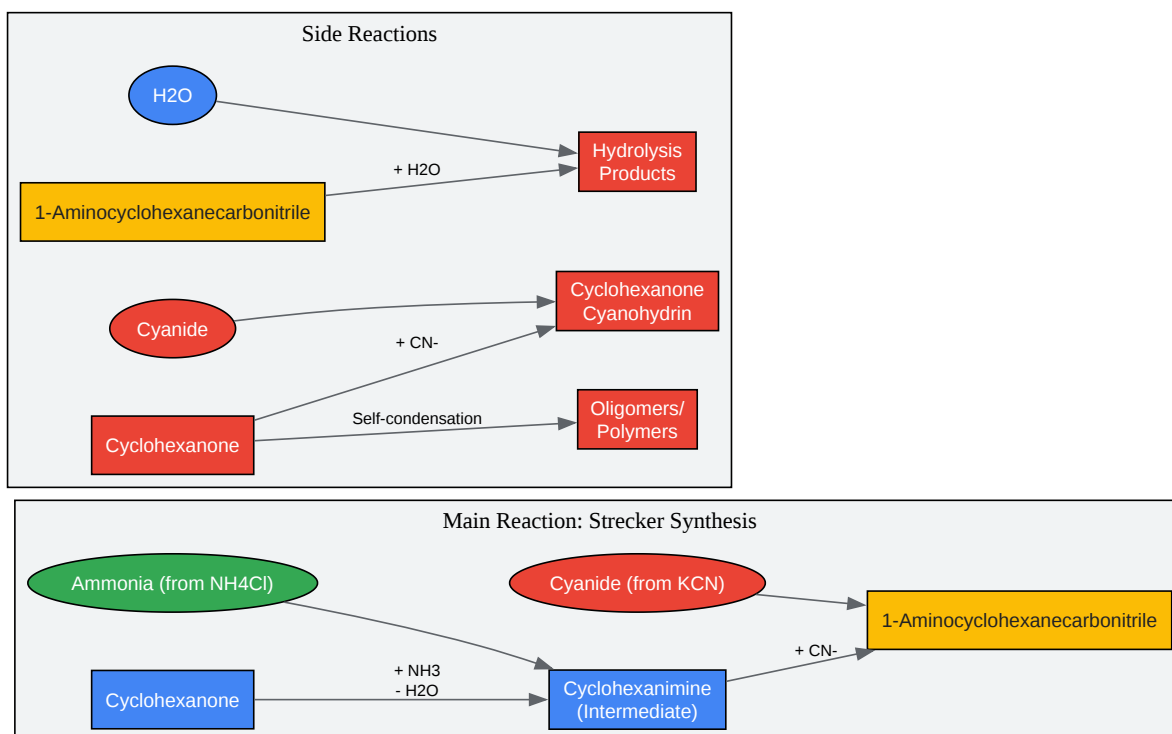 Side Reactions
H2O
Hydrolysis
Products
+ H2O
1-Aminocyclohexanecarbonitrile
Cyclohexanone
Cyanohydrin
Cyanide
+ CN-
Self-condensation
Oligomers/
Polymers
Cyclohexanone
Main Reaction: Strecker Synthesis
Ammonia (from NH4Cl)
Cyanide (from KCN)
1-Aminocyclohexanecarbonitrile
+ CN-
+ NH3
- H2O
Cyclohexanone
Cyclohexanimine
(Intermediate)